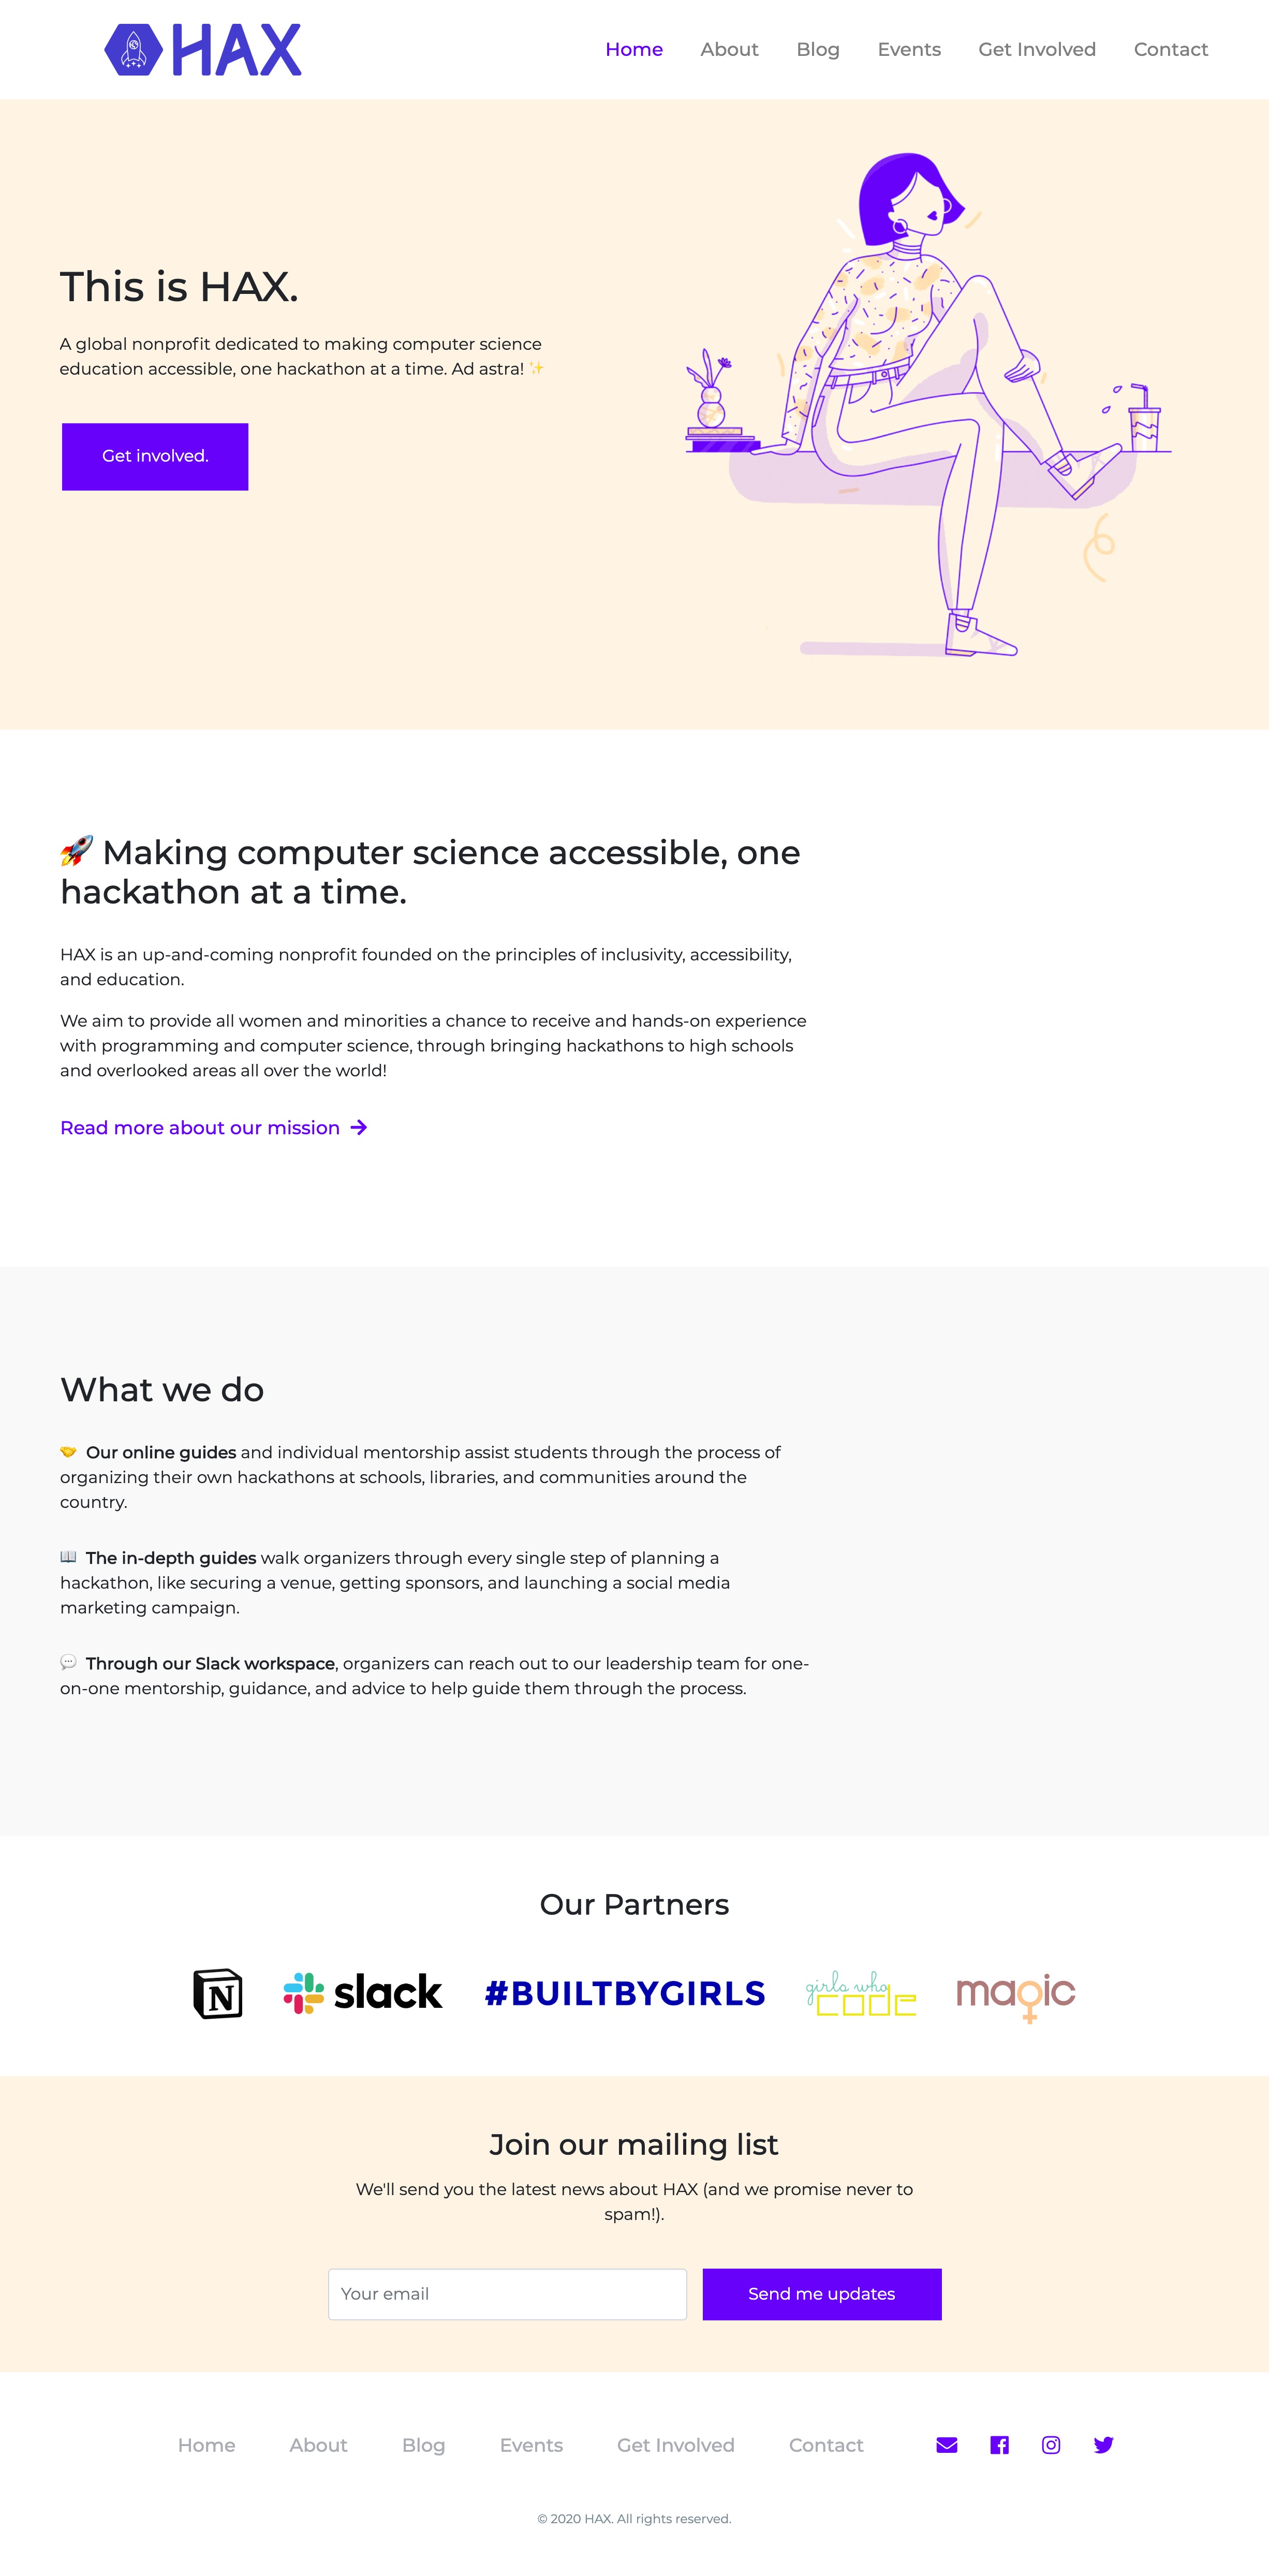 HAX
Home About Blog Events Get Involved Contact
This is HAX.
A global nonprofit dedicated to making computer science
education accessible, one hackathon at a time. Ad astra! ✨
Get involved.
🚀 Making computer science accessible, one
hackathon at a time.
HAX is an up-and-coming nonprofit founded on the principles of inclusivity, accessibility,
and education.
We aim to provide all women and minorities a chance to receive and hands-on experience
with programming and computer science, through bringing hackathons to high schools
and overlooked areas all over the world!
Read more about our mission →
What we do
🤝 Our online guides and individual mentorship assist students through the process of
organizing their own hackathons at schools, libraries, and communities around the
country.
📖 The in-depth guides walk organizers through every single step of planning a
hackathon, like securing a venue, getting sponsors, and launching a social media
marketing campaign.
💬 Through our Slack workspace, organizers can reach out to our leadership team for one-
on-one mentorship, guidance, and advice to help guide them through the process.
Our Partners
N slack #BUILTBYGIRLS girls who code magic
Join our mailing list
We'll send you the latest news about HAX (and we promise never to
spam!).
Your email
Send me updates
Home About Blog Events Get Involved Contact
© 2020 HAX. All rights reserved.